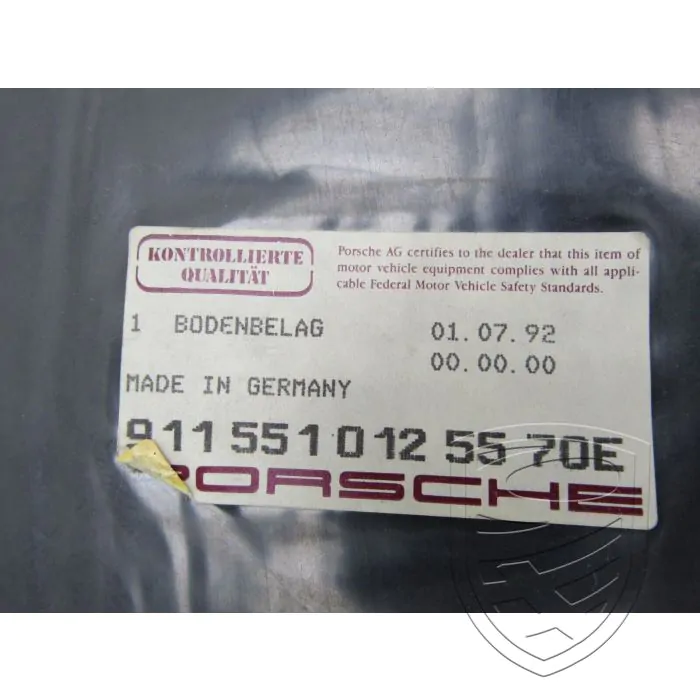 KONTROLLIERTE
QUALITÄT
Porsche AG certifies to the dealer that this item of
motor vehicle equipment complies with all appli-
cable Federal Motor Vehicle Safety Standards.
1 BODENBELAG 01.07.92
00.00.00
MADE IN GERMANY
911 551 012 55 70E
PORSCHE